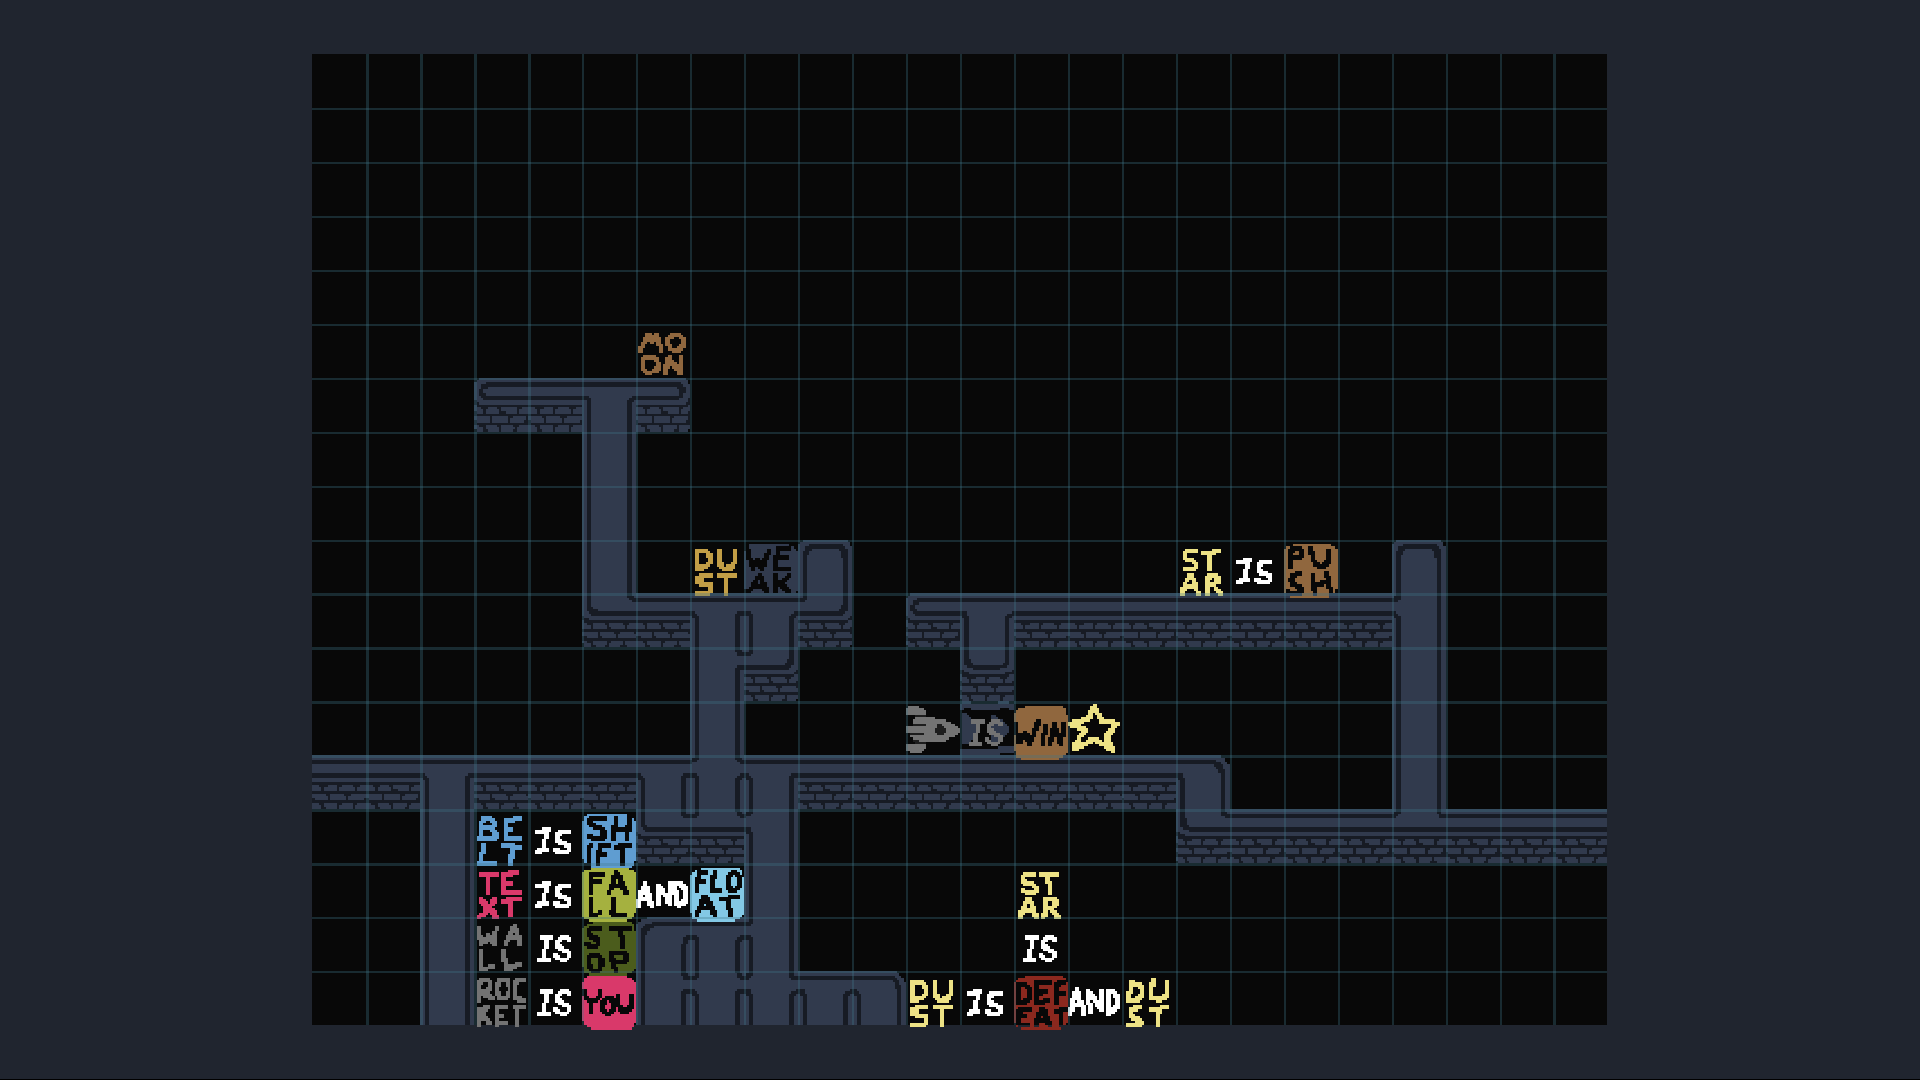 MOON
DUST WEAK
STAR IS PUSH
IS WIN
BELT IS SHIFT
TEXT IS FALL AND FLOAT
STAR
WALL IS STOP
IS
ROCKET IS YOU
DUST IS DEFEAT AND DUST